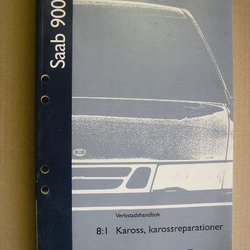 Saab 900
Verkstadshandbok
8:1 Kaross, karossreparationer